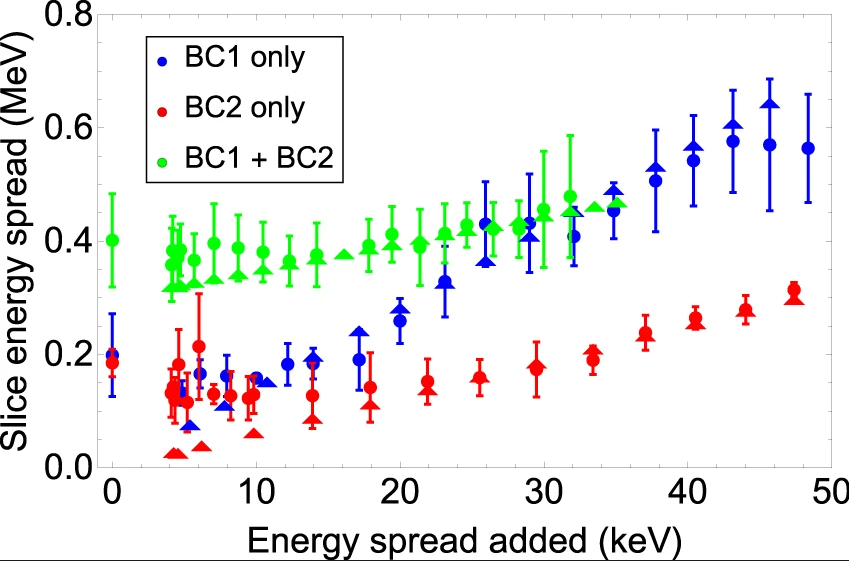 Slice energy spread (MeV)
0.8
0.6
0.4
0.2
0.0
BC1 only
BC2 only
BC1 + BC2
0 10 20 30 40 50
Energy spread added (keV)